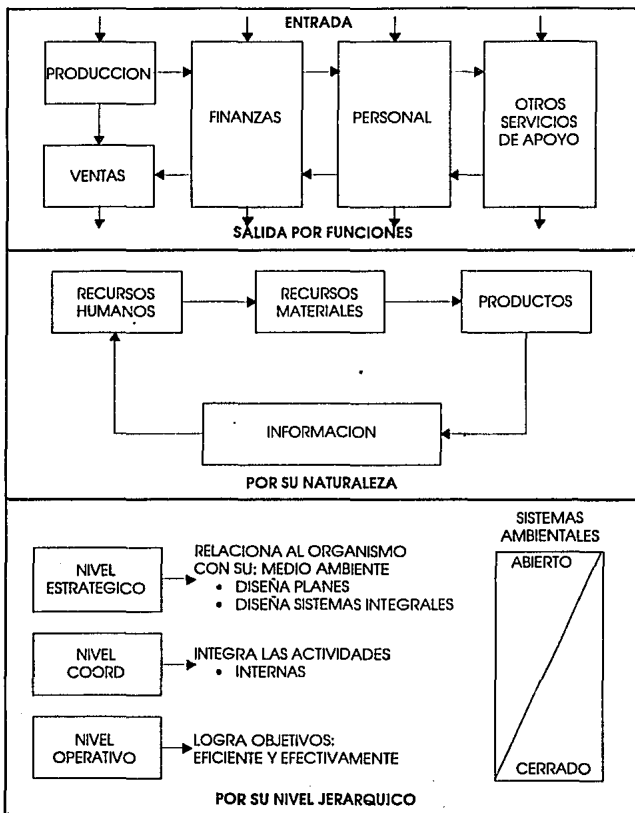 ENTRADA
PRODUCCION
FINANZAS
PERSONAL
OTROS
SERVICIOS
DE APOYO
VENTAS
SALIDA POR FUNCIONES
RECURSOS
HUMANOS
RECURSOS
MATERIALES
PRODUCTOS
INFORMACION
POR SU NATURALEZA
SISTEMAS
AMBIENTALES
NIVEL
ESTRATEGICO
RELACIONA AL ORGANISMO
CON SU: MEDIO AMBIENTE
• DISEÑA PLANES
• DISEÑA SISTEMAS INTEGRALES
ABIERTO
NIVEL
COORD
INTEGRA LAS ACTIVIDADES
• INTERNAS
NIVEL
OPERATIVO
LOGRA OBJETIVOS:
EFICIENTE Y EFECTIVAMENTE
CERRADO
POR SU NIVEL JERARQUICO